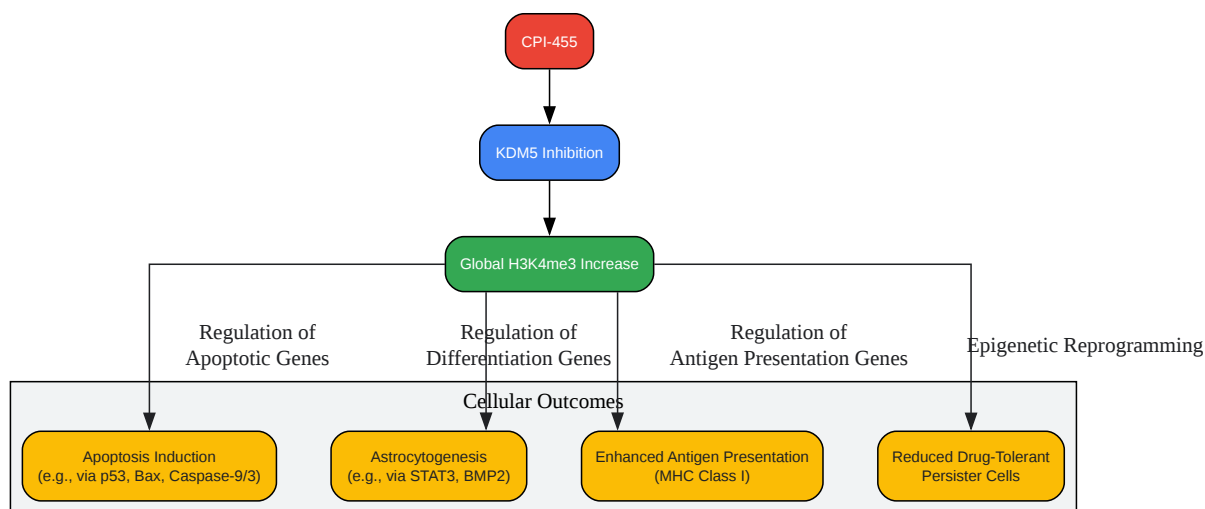 CPI-455
KDM5 Inhibition
Global H3K4me3 Increase
Regulation of
Apoptotic Genes
Regulation of
Differentiation Genes
Regulation of
Antigen Presentation Genes
Epigenetic Reprogramming
Cellular Outcomes
Apoptosis Induction
(e.g., via p53, Bax, Caspase-9/3)
Astrocytogenesis
(e.g., via STAT3, BMP2)
Enhanced Antigen Presentation
(MHC Class I)
Reduced Drug-Tolerant
Persister Cells